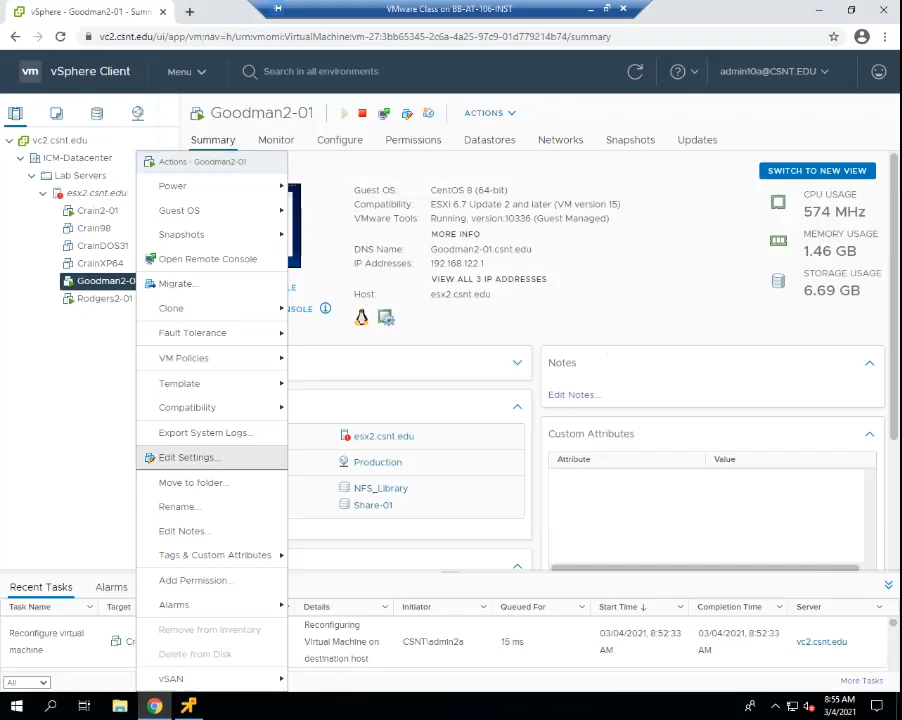 vSphere - Goodman2-01 - Summ
VMware Class on BB-AT-106-INST
vc2.csnt.edu/ui/app/vm;nav=h/urn:vmomi:VirtualMachine:vm-27:3bb65345-2c6a-4a25-97c9-01d779214b74/summary
vm vSphere Client Menu Search in all environments admin10a@CSNT.EDU
Goodman2-01 ACTIONS
Summary Monitor Configure Permissions Datastores Networks Snapshots Updates
vc2.csnt.edu
ICM-Datacenter
Lab Servers
esx2.csnt.edu
Crain2-01
Crain98
CrainDOS31
CrainXP64
Goodman2-0
Rodgers2-01
Actions - Goodman2-01
Power
Guest OS
Snapshots
Open Remote Console
Migrate...
Clone
Fault Tolerance
VM Policies
Template
Compatibility
Export System Logs...
Edit Settings...
Move to folder...
Rename...
Edit Notes...
Tags & Custom Attributes
Add Permission...
Alarms
Remove from Inventory
Delete from Disk
vSAN
LE
NSOLE
Guest OS: CentOS 8 (64-bit)
Compatibility: ESXi 6.7 Update 2 and later (VM version 15)
VMware Tools: Running, version:10336 (Guest Managed)
MORE INFO
DNS Name: Goodman2-01.csnt.edu
IP Addresses: 192.168.122.1
VIEW ALL 3 IP ADDRESSES
Host: esx2.csnt.edu
SWITCH TO NEW VIEW
CPU USAGE
574 MHz
MEMORY USAGE
1.46 GB
STORAGE USAGE
6.69 GB
esx2.csnt.edu
Production
NFS_Library
Share-01
Notes
Edit Notes...
Custom Attributes
Attribute Value
Recent Tasks Alarms
Task Name Target Details Initiator Queued For Start Time Completion Time Server
Reconfigure virtual
machine
Cr
Reconfiguring
Virtual Machine on
destination host
CSNT\admin2a
15 ms
03/04/2021, 8:52:33
AM
03/04/2021, 8:52:33
AM
vc2.csnt.edu
All
More Tasks
8:55 AM
3/4/2021